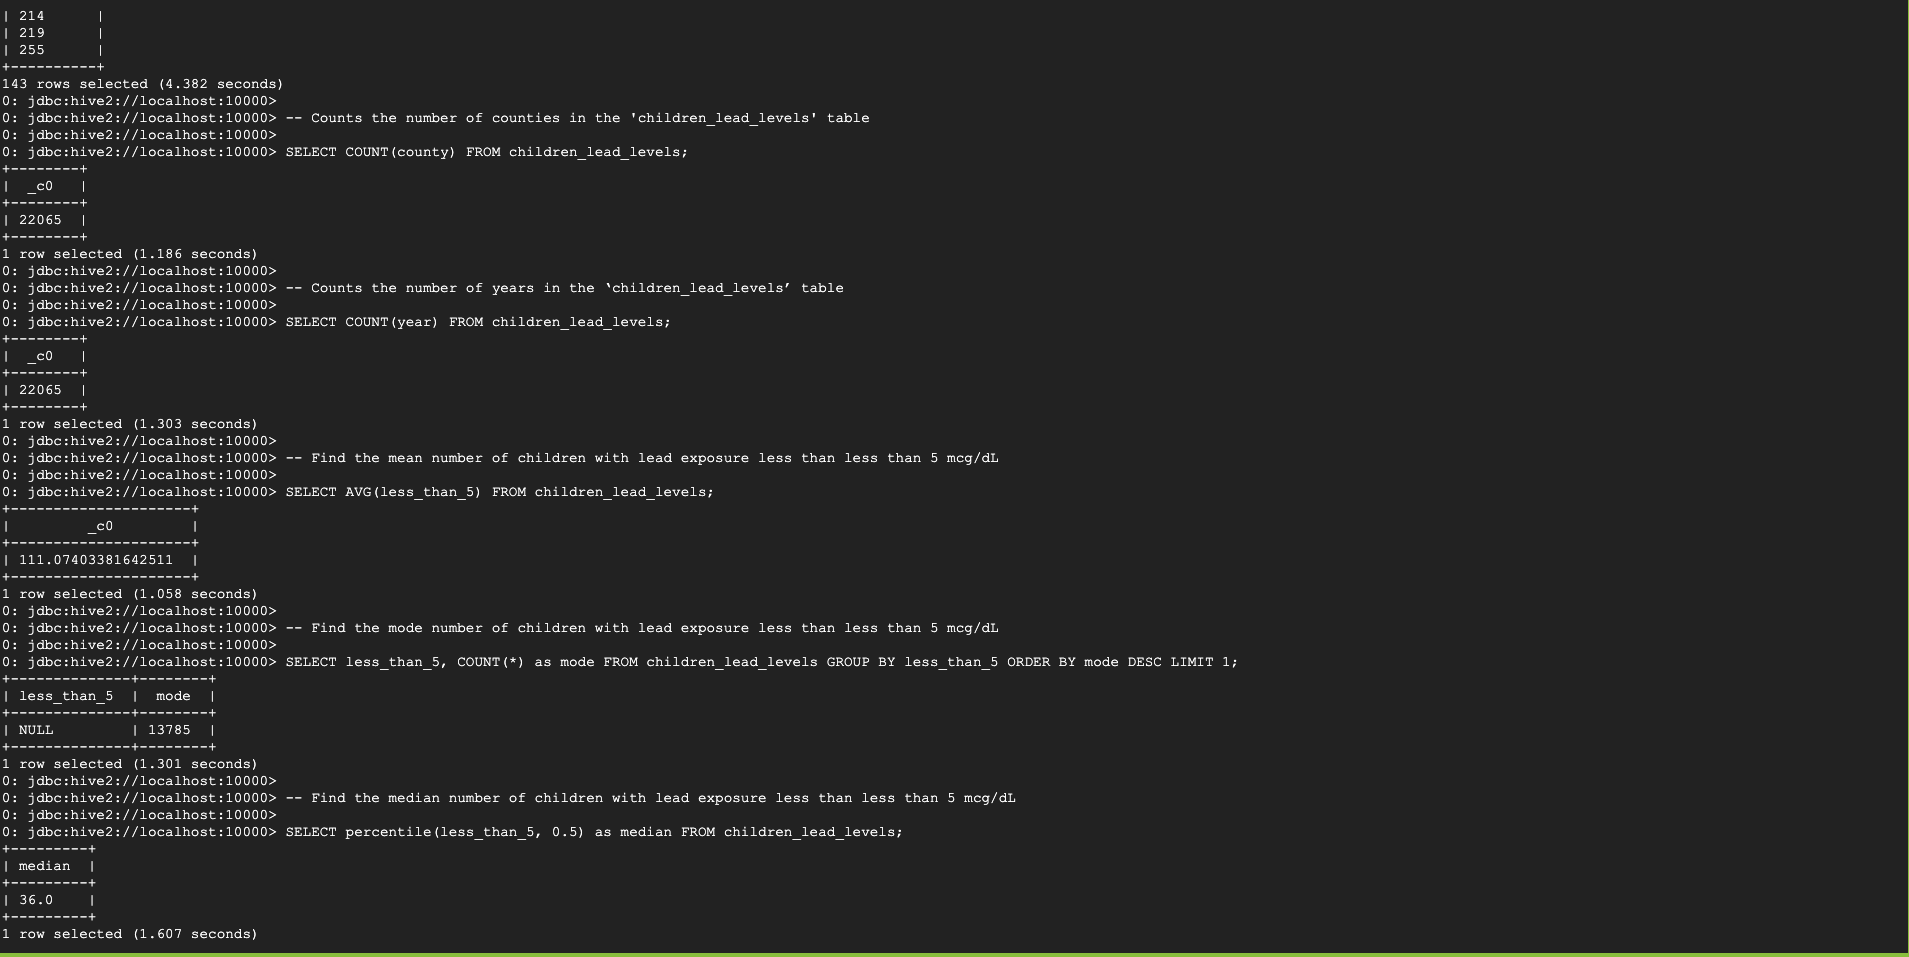 | 214      |
| 219      |
| 255      |
+----------+
143 rows selected (4.382 seconds)
0: jdbc:hive2://localhost:10000>
0: jdbc:hive2://localhost:10000> -- Counts the number of counties in the 'children_lead_levels' table
0: jdbc:hive2://localhost:10000>
0: jdbc:hive2://localhost:10000> SELECT COUNT(county) FROM children_lead_levels;
+--------+
|  _c0   |
+--------+
| 22065  |
+--------+
1 row selected (1.186 seconds)
0: jdbc:hive2://localhost:10000>
0: jdbc:hive2://localhost:10000> -- Counts the number of years in the ‘children_lead_levels’ table
0: jdbc:hive2://localhost:10000>
0: jdbc:hive2://localhost:10000> SELECT COUNT(year) FROM children_lead_levels;
+--------+
|  _c0   |
+--------+
| 22065  |
+--------+
1 row selected (1.303 seconds)
0: jdbc:hive2://localhost:10000>
0: jdbc:hive2://localhost:10000> -- Find the mean number of children with lead exposure less than less than 5 mcg/dL
0: jdbc:hive2://localhost:10000>
0: jdbc:hive2://localhost:10000> SELECT AVG(less_than_5) FROM children_lead_levels;
+---------------------+
|         _c0         |
+---------------------+
| 111.07403381642511  |
+---------------------+
1 row selected (1.058 seconds)
0: jdbc:hive2://localhost:10000>
0: jdbc:hive2://localhost:10000> -- Find the mode number of children with lead exposure less than less than 5 mcg/dL
0: jdbc:hive2://localhost:10000>
0: jdbc:hive2://localhost:10000> SELECT less_than_5, COUNT(*) as mode FROM children_lead_levels GROUP BY less_than_5 ORDER BY mode DESC LIMIT 1;
+--------------+--------+
| less_than_5  |  mode  |
+--------------+--------+
| NULL         | 13785  |
+--------------+--------+
1 row selected (1.301 seconds)
0: jdbc:hive2://localhost:10000>
0: jdbc:hive2://localhost:10000> -- Find the median number of children with lead exposure less than less than 5 mcg/dL
0: jdbc:hive2://localhost:10000>
0: jdbc:hive2://localhost:10000> SELECT percentile(less_than_5, 0.5) as median FROM children_lead_levels;
+---------+
| median  |
+---------+
| 36.0    |
+---------+
1 row selected (1.607 seconds)